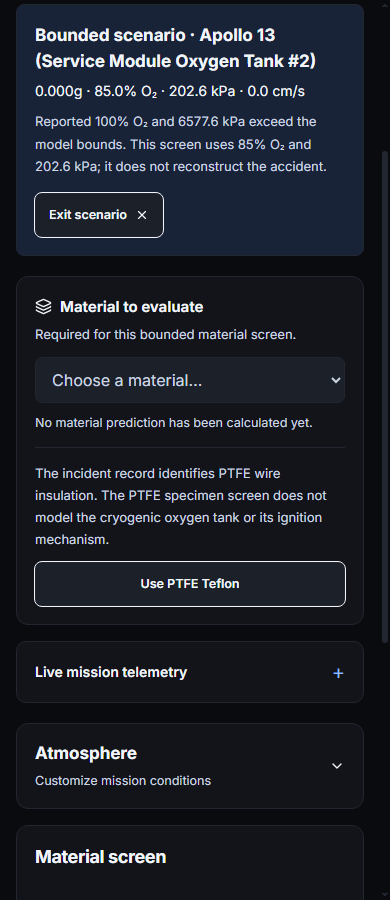 Bounded scenario · Apollo 13
(Service Module Oxygen Tank #2)
0.000g · 85.0% O₂ · 202.6 kPa · 0.0 cm/s
Reported 100% O₂ and 6577.6 kPa exceed the
model bounds. This screen uses 85% O₂ and
202.6 kPa; it does not reconstruct the accident.
Exit scenario ×
Material to evaluate
Required for this bounded material screen.
Choose a material...
No material prediction has been calculated yet.
The incident record identifies PTFE wire
insulation. The PTFE specimen screen does not
model the cryogenic oxygen tank or its ignition
mechanism.
Use PTFE Teflon
Live mission telemetry +
Atmosphere
Customize mission conditions
Material screen